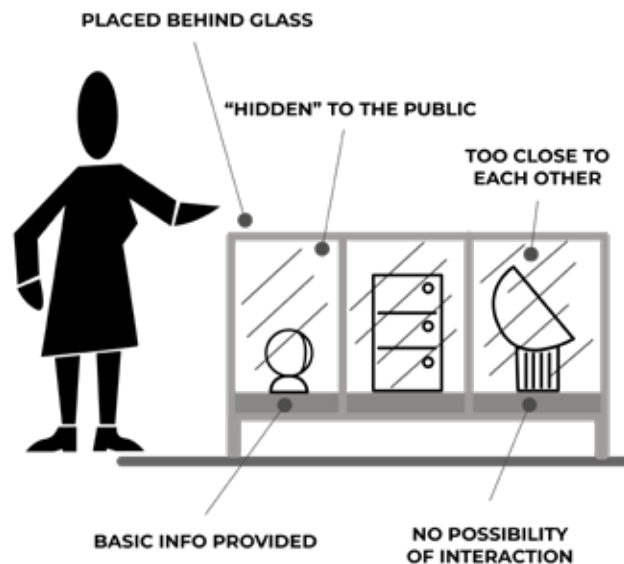 PLACED BEHIND GLASS
“HIDDEN” TO THE PUBLIC
TOO CLOSE TO
EACH OTHER
BASIC INFO PROVIDED
NO POSSIBILITY
OF INTERACTION